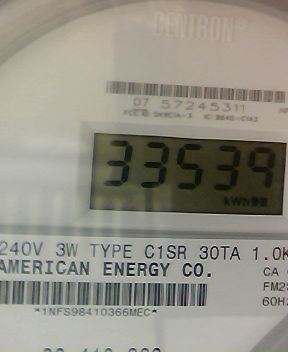 CENTRON®
07 57245311
33539
kWh
240V 3W TYPE C1SR 30TA 1.0K
AMERICAN ENERGY CO.
CA
FM2S
60HZ
*1NFS98410366MEC*